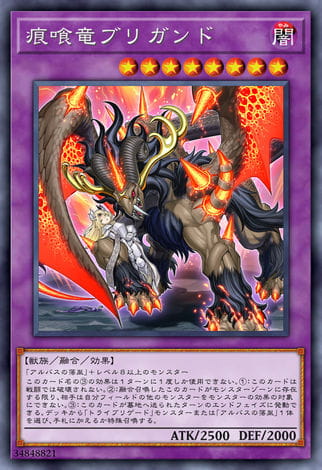 痕喰竜ブリガンド
やみ
闇
【獣族／融合／効果】
「アルバスの落胤」＋レベル８以上のモンスター
このカード名の③の効果は１ターンに１度しか使用できない。①：このカードは
戦闘では破壊されない。②：融合召喚したこのカードがモンスターゾーンに存在
する限り、相手は自分フィールドの他のモンスターをモンスターの効果の対象
にできない。③：このカードが墓地へ送られたターンのエンドフェイズに発動でき
る。デッキから「トライブリゲード」モンスターまたは「アルバスの落胤」１体
を選び、手札に加えるか特殊召喚する。
ATK/2500 DEF/2000
34848821